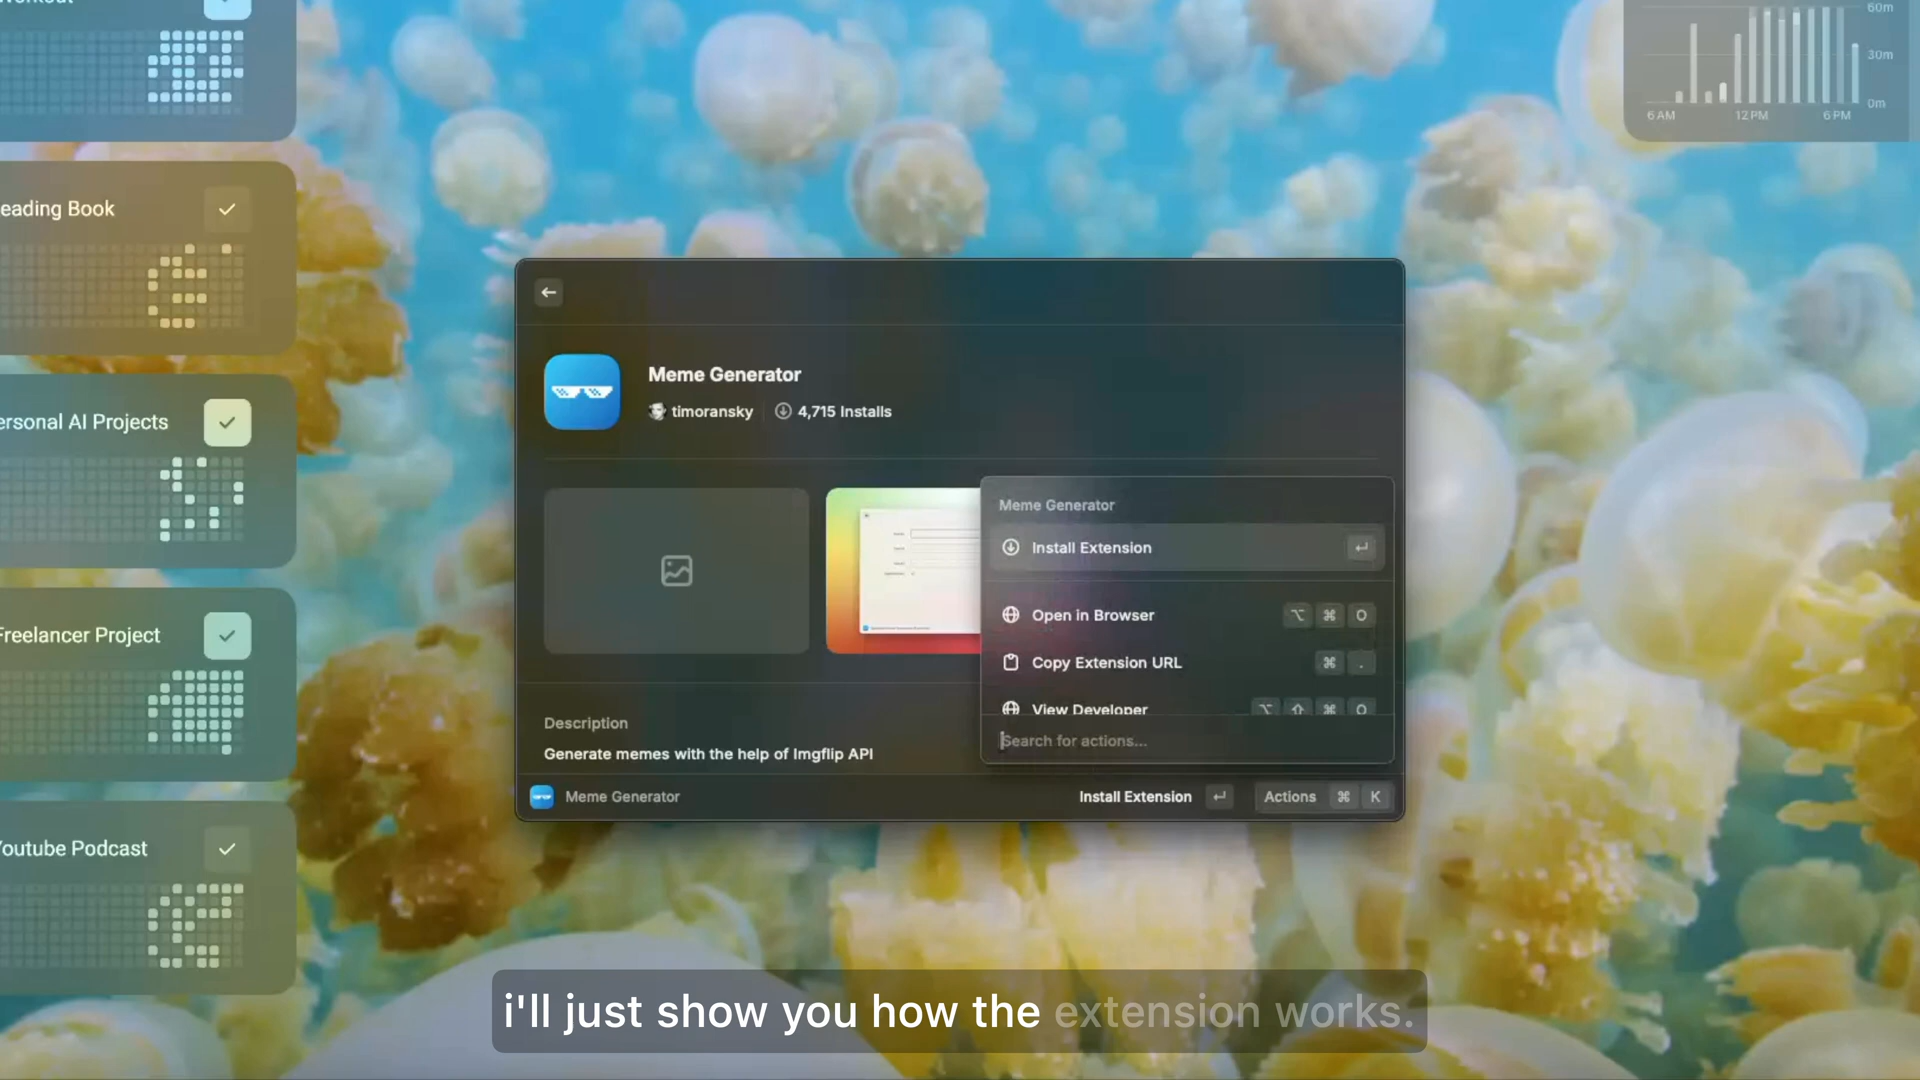 60m
30m
0m
6 AM 12 PM 6 PM
eading Book
ersonal AI Projects
Freelancer Project
Youtube Podcast
Meme Generator
timoransky 4,715 Installs
Meme Generator
Install Extension
Open in Browser ⌥ ⌘ O
Copy Extension URL ⌘ .
View Developer ⌥ ⇧ ⌘ O
Search for actions...
Description
Generate memes with the help of Imgflip API
Meme Generator Install Extension ↵ Actions ⌘ K
i'll just show you how the extension works.